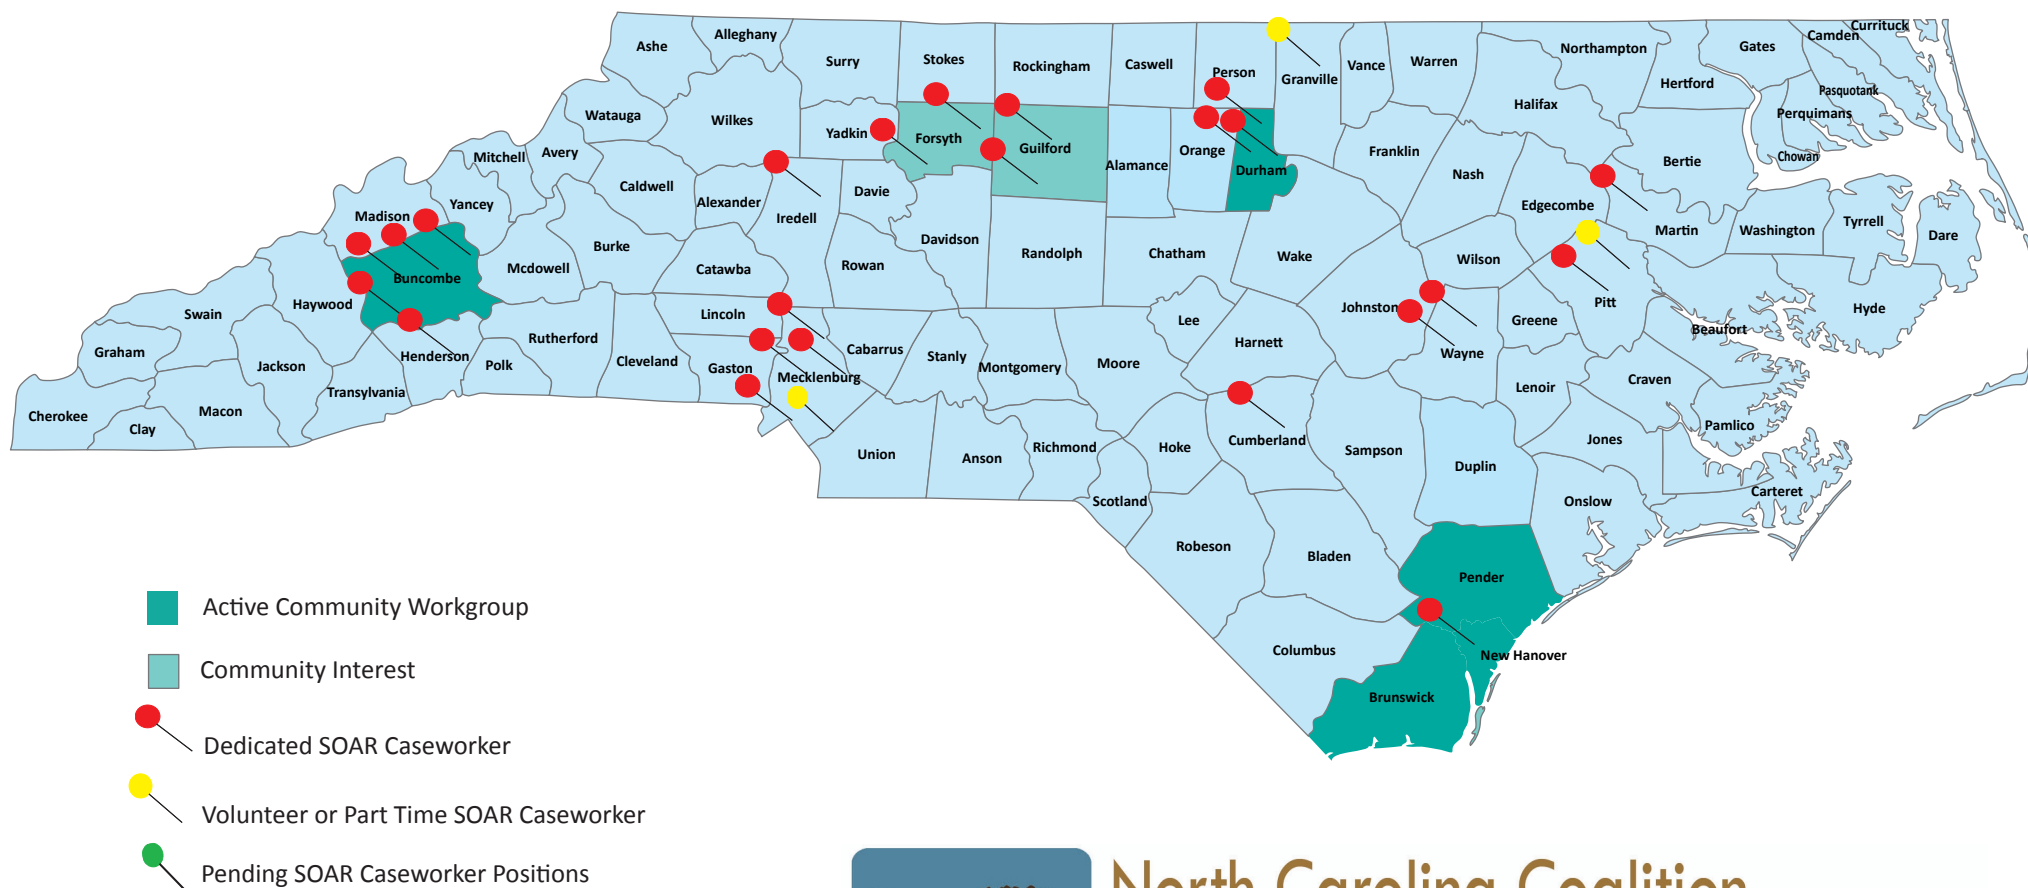 Ashe
Alleghany
Surry
Stokes
Rockingham
Caswell
Person
Granville
Vance
Warren
Northampton
Gates
Camden
Currituck
Hertford
Halifax
Pasquotank
Perquimans
Chowan
Bertie
Watauga
Wilkes
Yadkin
Forsyth
Guilford
Alamance
Orange
Durham
Franklin
Nash
Edgecombe
Martin
Washington
Tyrrell
Dare
Mitchell
Avery
Caldwell
Alexander
Iredell
Davie
Madison
Yancey
Burke
Mcdowell
Buncombe
Catawba
Rowan
Davidson
Randolph
Chatham
Wake
Wilson
Pitt
Beaufort
Hyde
Swain
Haywood
Graham
Jackson
Henderson
Polk
Rutherford
Cleveland
Lincoln
Gaston
Mecklenburg
Cabarrus
Stanly
Montgomery
Moore
Lee
Harnett
Johnston
Wayne
Greene
Lenoir
Craven
Pamlico
Jones
Cherokee
Clay
Macon
Transylvania
Union
Anson
Richmond
Hoke
Cumberland
Sampson
Duplin
Onslow
Carteret
Scotland
Robeson
Bladen
Pender
Columbus
New Hanover
Brunswick
Active Community Workgroup
Community Interest
Dedicated SOAR Caseworker
Volunteer or Part Time SOAR Caseworker
Pending SOAR Caseworker Positions
North Carolina Coalition